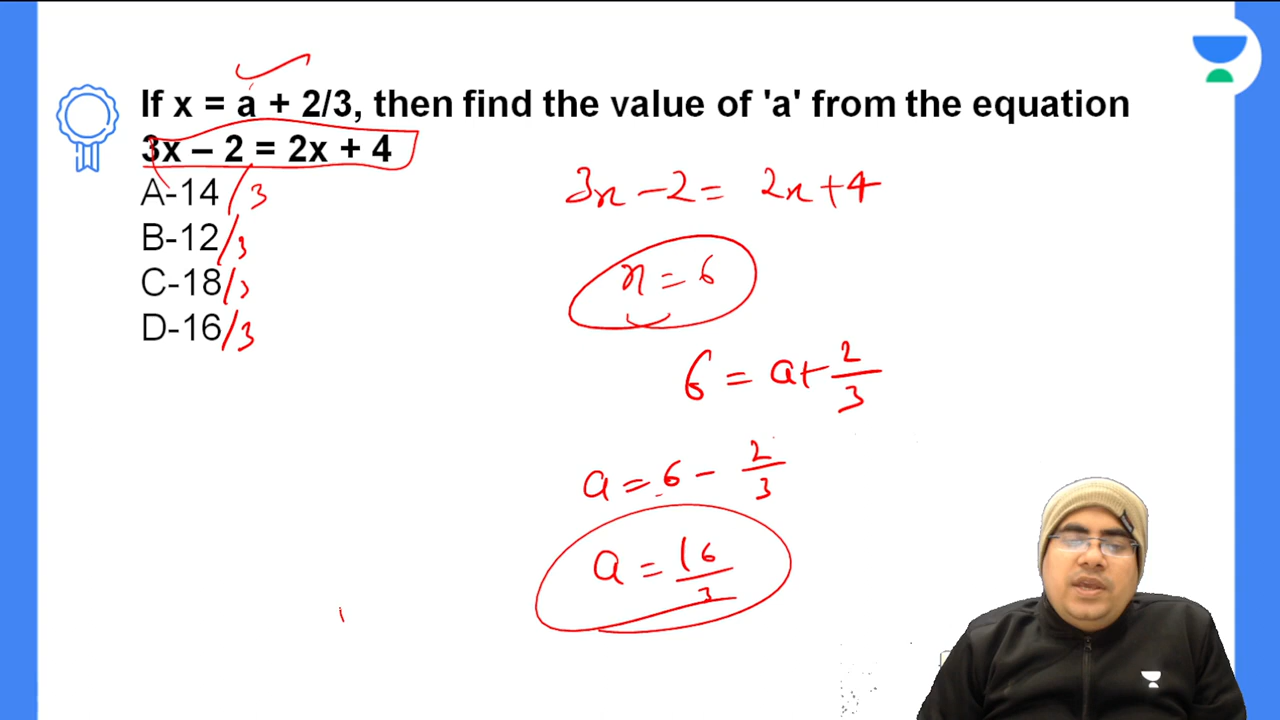 If x = a + 2/3, then find the value of 'a' from the equation
3x – 2 = 2x + 4
A-14/3
B-12/3
C-18/3
D-16/3
3x - 2 = 2x + 4
x = 6
6 = a + 2/3
a = 6 - 2/3
a = 16/3